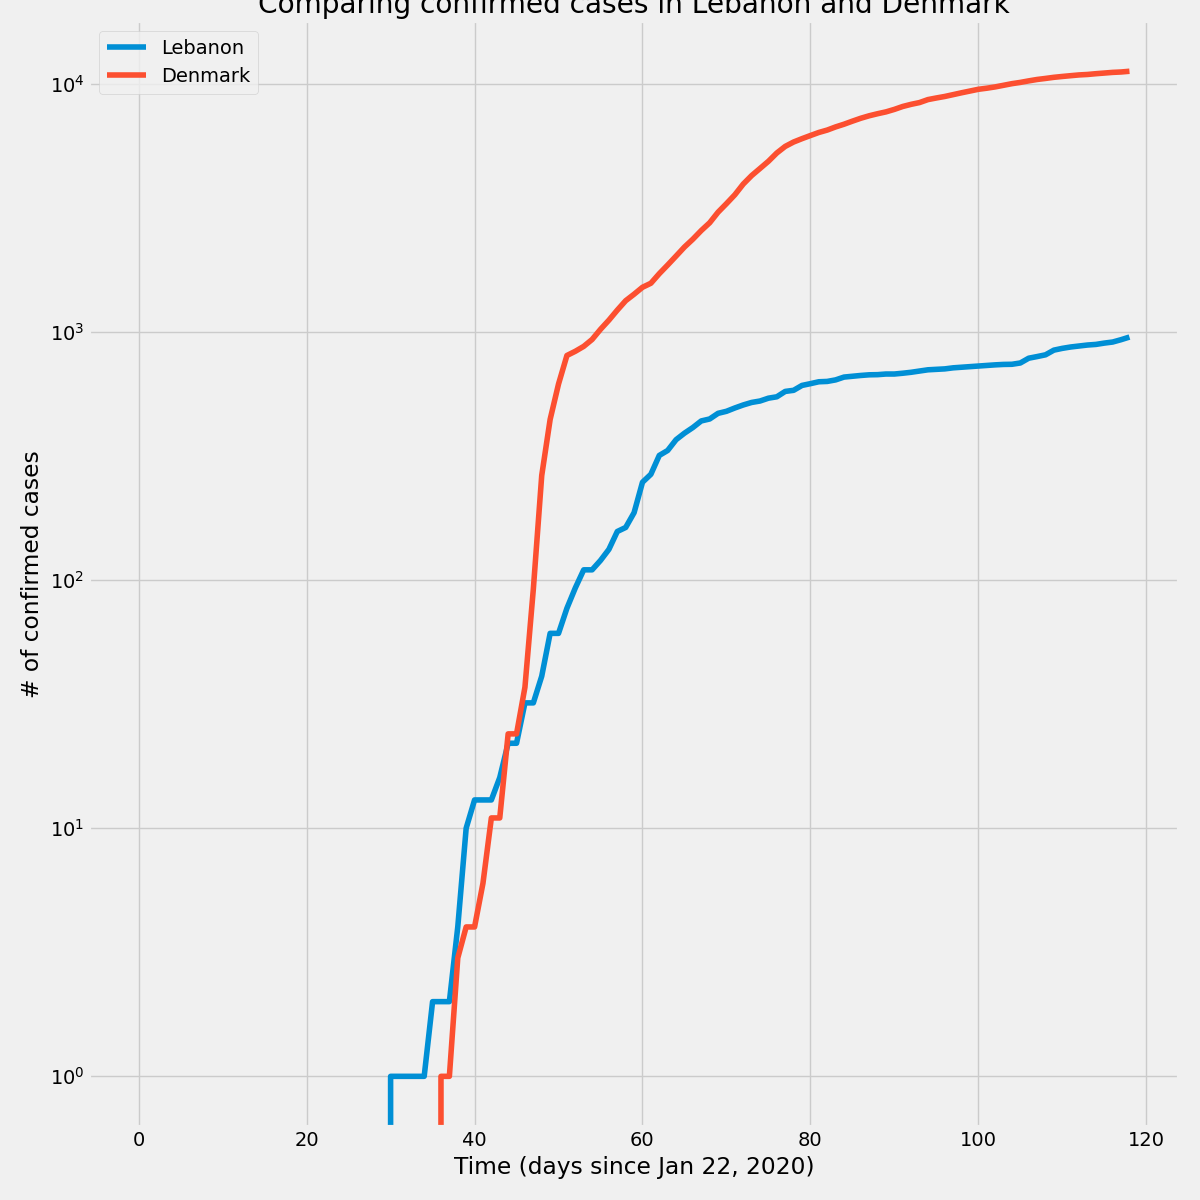 Comparing confirmed cases in Lebanon and Denmark
Lebanon
Denmark
10⁴
10³
10²
10¹
10⁰
# of confirmed cases
0 20 40 60 80 100 120
Time (days since Jan 22, 2020)